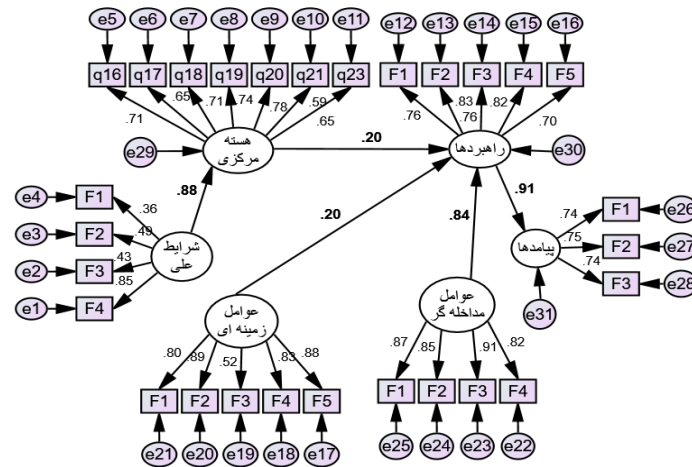 e5 e6 e7 e8 e9 e10 e11 e12 e13 e14 e15 e16
q16 q17 q18 q19 q20 q21 q23 F1 F2 F3 F4 F5
.71 .65 .71 .74 .78 .59 .65 .76 .83 .76 .82 .70
e29
هسته
مرکزی
.20
راهبردها
e30
.88
e4 F1 .36
e3 F2 .49
e2 F3 .43
e1 F4 .85
شرایط
علی
.20
.84
.91
پیامدها
.74 F1 e26
.75 F2 e27
.74 F3 e28
e31
عوامل
زمینه ای
عوامل
مداخله گر
.80 .89 .52 .83 .88
F1 F2 F3 F4 F5
e21 e20 e19 e18 e17
.87 .85 .91 .82
F1 F2 F3 F4
e25 e24 e23 e22